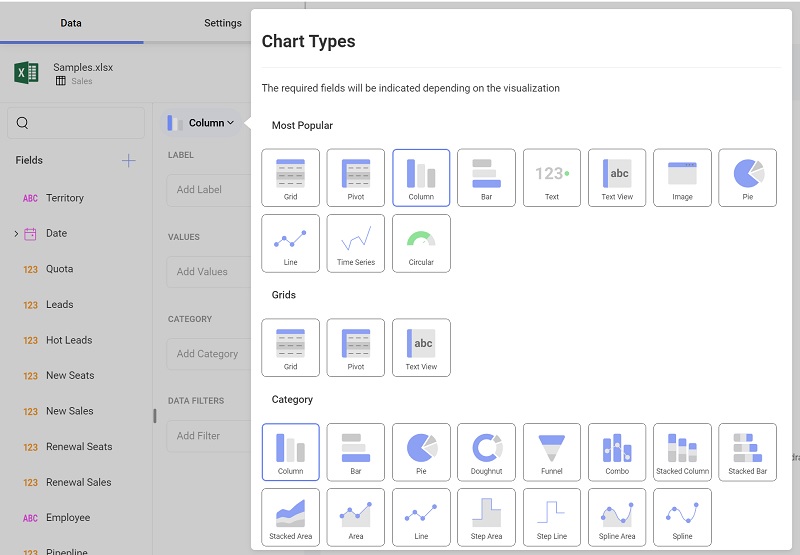 Data
Settings
Samples.xlsx
Sales
Fields
ABC Territory
Date
123 Quota
123 Leads
123 Hot Leads
123 New Seats
123 New Sales
123 Renewal Seats
123 Renewal Sales
ABC Employee
123 Pinepline
Column
LABEL
Add Label
VALUES
Add Values
CATEGORY
Add Category
DATA FILTERS
Add Filter
Chart Types
The required fields will be indicated depending on the visualization
Most Popular
Grid
Pivot
Column
Bar
123
Text
abc
Text View
Image
Pie
Line
Time Series
Circular
Grids
Grid
Pivot
abc
Text View
Category
Column
Bar
Pie
Doughnut
Funnel
Combo
Stacked Column
Stacked Bar
Stacked Area
Area
Line
Step Area
Step Line
Spline Area
Spline